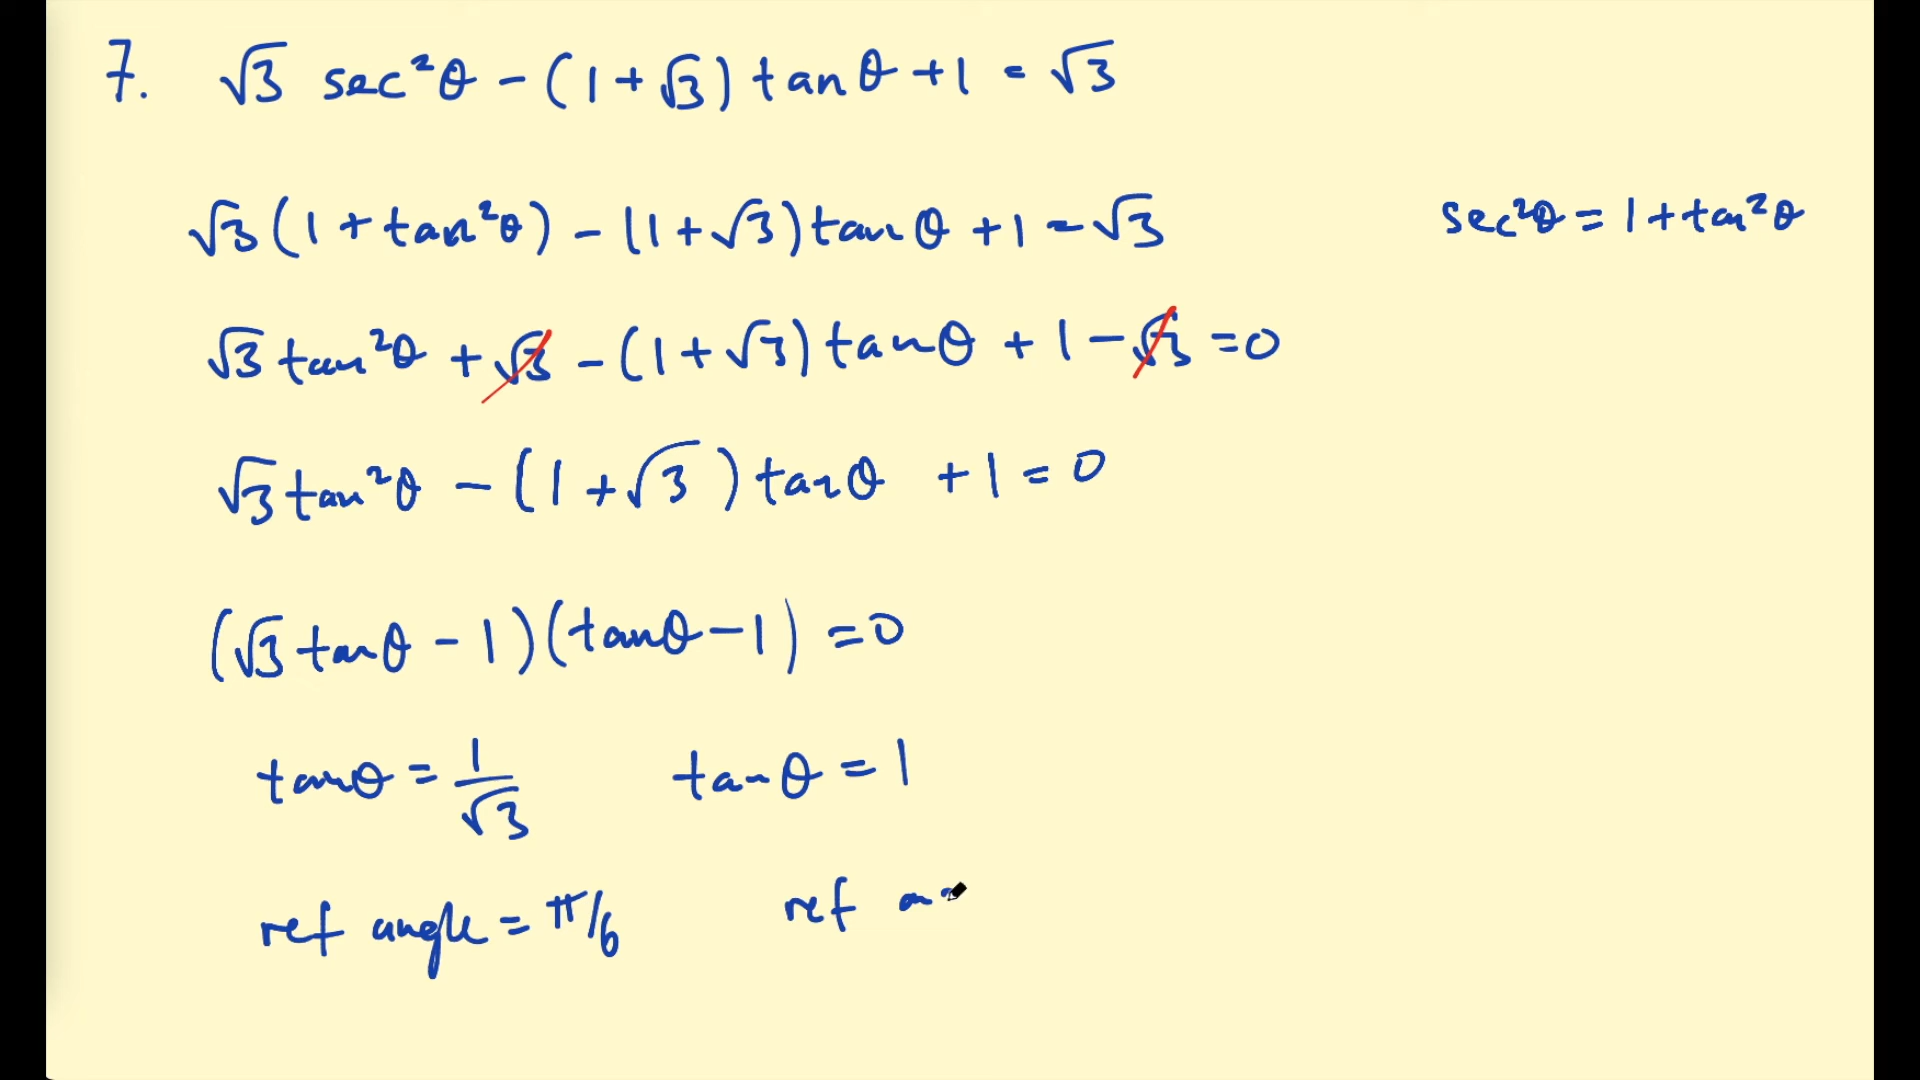 7. √3 sec²θ - (1+√3) tanθ + 1 = √3
√3(1+tan²θ) - (1+√3)tanθ + 1 = √3
sec²θ = 1+tan²θ
√3 tan²θ + √3 - (1+√3) tanθ + 1 - √3 = 0
√3 tan²θ - (1+√3) tanθ + 1 = 0
(√3 tanθ - 1)(tanθ - 1) = 0
tanθ = 1/√3 tanθ = 1
ref angle = π/6 ref